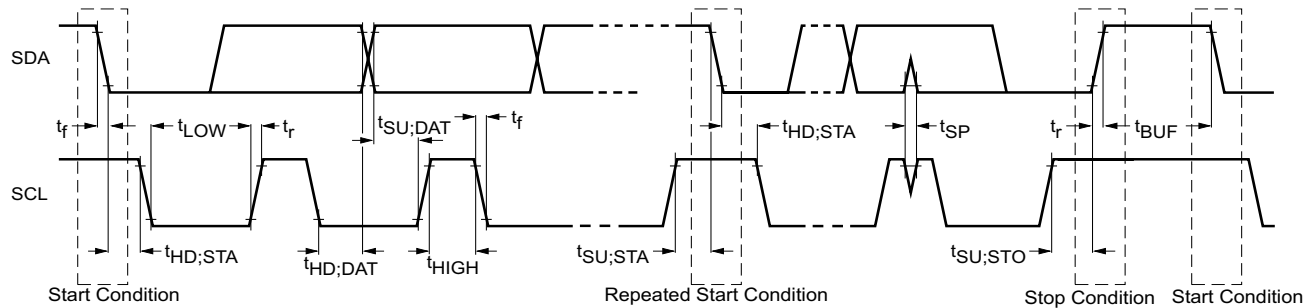 SDA
tf tLOW tr tSU;DAT tf tHD;STA tSP tr tBUF
SCL
tHD;STA tHD;DAT tHIGH tSU;STA tSU;STO
Start Condition Repeated Start Condition Stop Condition Start Condition